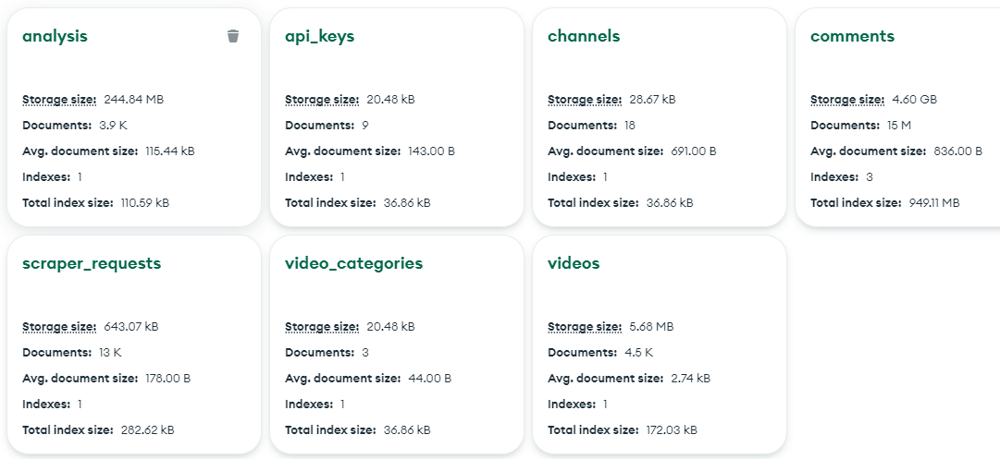 analysis
Storage size: 244.84 MB
Documents: 3.9 K
Avg. document size: 115.44 kB
Indexes: 1
Total index size: 110.59 kB
api_keys
Storage size: 20.48 kB
Documents: 9
Avg. document size: 143.00 B
Indexes: 1
Total index size: 36.86 kB
channels
Storage size: 28.67 kB
Documents: 18
Avg. document size: 691.00 B
Indexes: 1
Total index size: 36.86 kB
comments
Storage size: 4.60 GB
Documents: 15 M
Avg. document size: 836.00 B
Indexes: 3
Total index size: 949.11 MB
scraper_requests
Storage size: 643.07 kB
Documents: 13 K
Avg. document size: 178.00 B
Indexes: 1
Total index size: 282.62 kB
video_categories
Storage size: 20.48 kB
Documents: 3
Avg. document size: 44.00 B
Indexes: 1
Total index size: 36.86 kB
videos
Storage size: 5.68 MB
Documents: 4.5 K
Avg. document size: 2.74 kB
Indexes: 1
Total index size: 172.03 kB